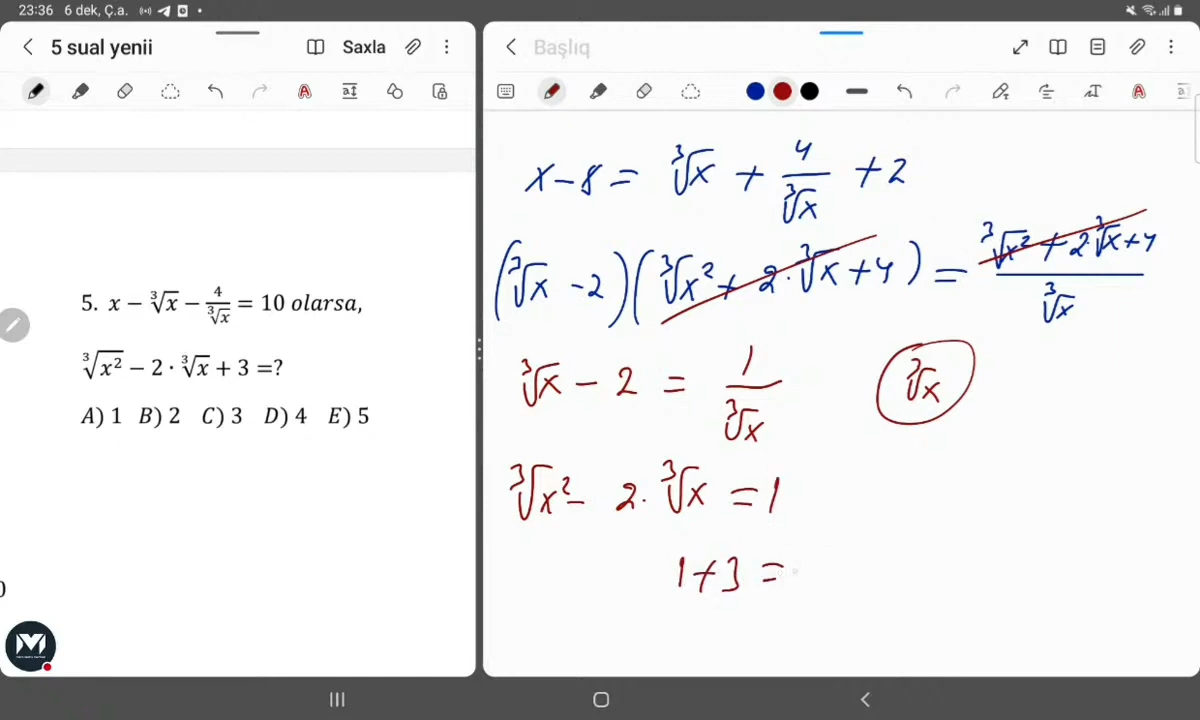 23:36 6 dek, Ç.a.
5 sual yenii
Saxla
Başlıq
5. x − ∛x − 4/∛x = 10 olarsa,
∛x² − 2 · ∛x + 3 =?
A) 1 B) 2 C) 3 D) 4 E) 5
x − 8 = ∛x + 4/∛x + 2
(∛x − 2)(∛x² + 2 · ∛x + 4) = (∛x² + 2·∛x + 4)/∛x
∛x − 2 = 1/∛x
∛x
∛x² − 2 · ∛x = 1
1 + 3 =